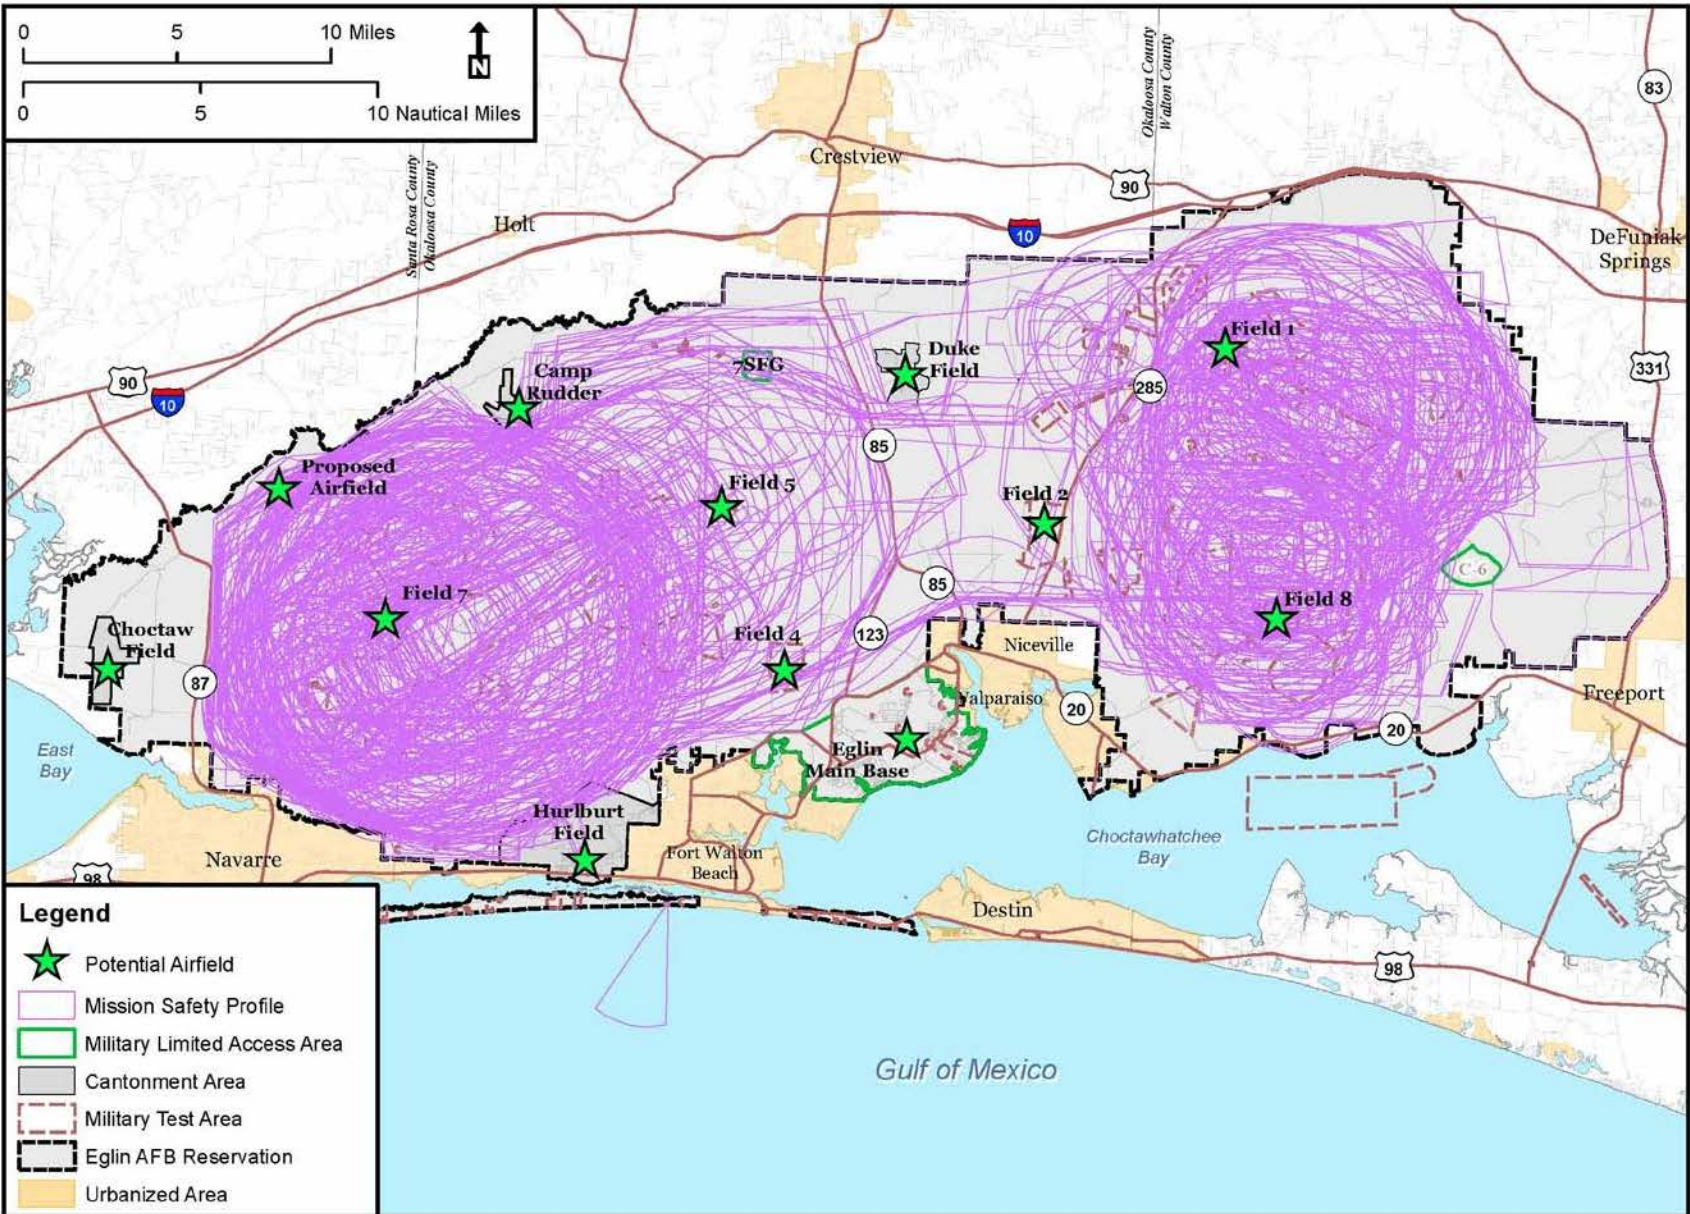 0 5 10 Miles
N
0 5 10 Nautical Miles
Okaloosa County
Walton County
83
Crestview
90
Santa Rosa County
Okaloosa County
Holt
10
DeFuniak
Springs
Field 1
Duke
Field
7SFG
Camp
Rudder
90
10
285
331
85
Proposed
Airfield
Field 5
Field 2
C-6
85
Field 7
Field 8
Choctaw
Field
Field 4
123
Niceville
87
Valparaiso
20
Freeport
20
East
Bay
Eglin
Main Base
Hurlburt
Field
Choctawhatchee
Bay
Navarre
Fort Walton
Beach
98
Destin
98
Gulf of Mexico
Legend
Potential Airfield
Mission Safety Profile
Military Limited Access Area
Cantonment Area
Military Test Area
Eglin AFB Reservation
Urbanized Area